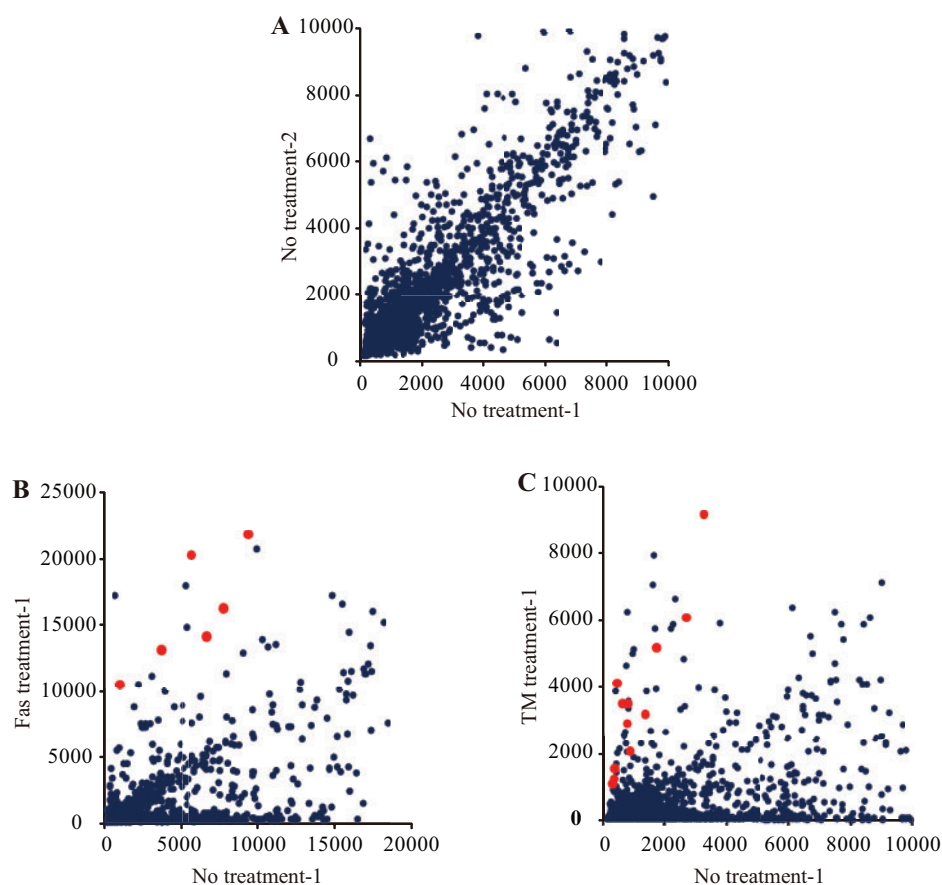 A
10000
8000
6000
4000
2000
0
No treatment-2
0 2000 4000 6000 8000 10000
No treatment-1
B
25000
20000
15000
10000
5000
0
Fas treatment-1
0 5000 10000 15000 20000
No treatment-1
C
10000
8000
6000
4000
2000
0
TM treatment-1
0 2000 4000 6000 8000 10000
No treatment-1